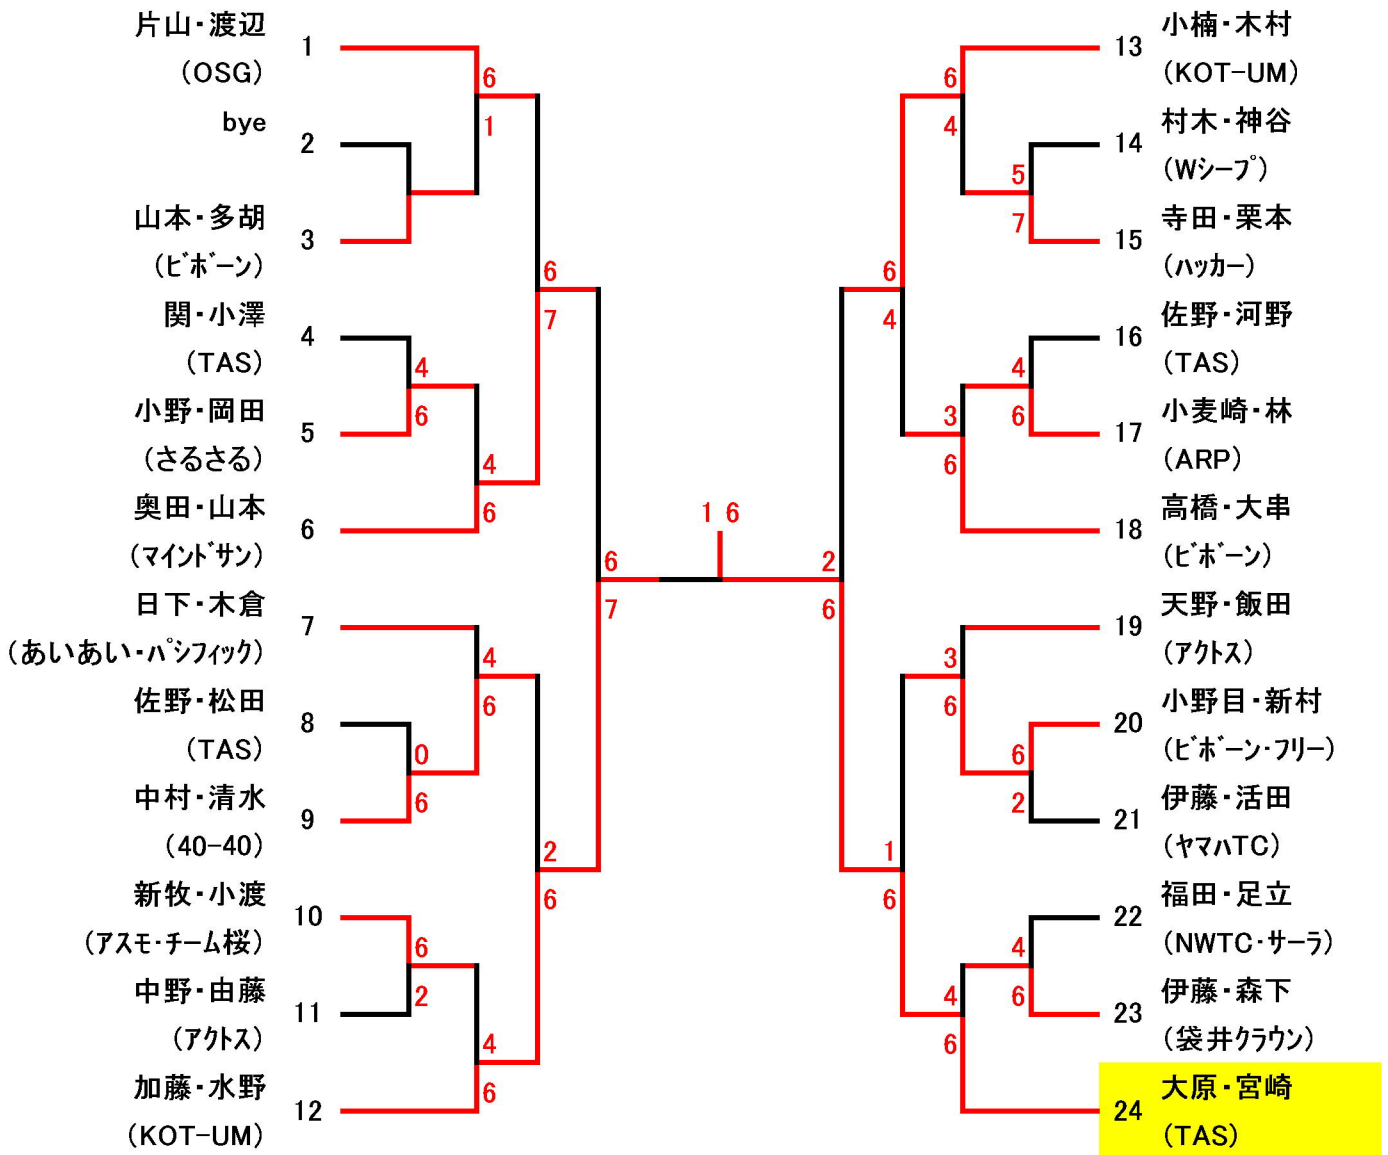 片山・渡辺
1
(OSG)
6
bye
1
2
山本・多胡
3
(ビボーン)
6
関・小澤
7
4
(TAS)
4
小野・岡田
6
5
(さるさる)
4
奥田・山本
6
6
(マインドサン)
6
日下・木倉
7
7
(あいあい・パシフィック)
4
佐野・松田
6
8
(TAS)
0
中村・清水
6
9
(40-40)
2
新牧・小渡
6
10
(アスモ・チーム桜)
6
中野・由藤
2
11
(アクトス)
4
加藤・水野
6
12
(KOT-UM)
1 6
小楠・木村
13
6
(KOT-UM)
4
村木・神谷
14
5
(Wシープ)
7
寺田・栗本
15
6
(ハッカー)
4
佐野・河野
16
4
(TAS)
3
6
小麦崎・林
17
6
(ARP)
高橋・大串
18
2
(ビボーン)
6
天野・飯田
19
3
(アクトス)
6
小野目・新村
20
6
(ビボーン・フリー)
2
伊藤・活田
21
1
(ヤマハTC)
6
福田・足立
22
4
(NWTC・サーラ)
4
6
伊藤・森下
23
6
(袋井クラウン)
大原・宮崎
24
(TAS)